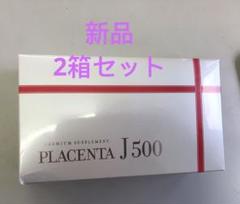 新品
2箱セット
PREMIUM SUPPLEMENT
PLACENTA J500